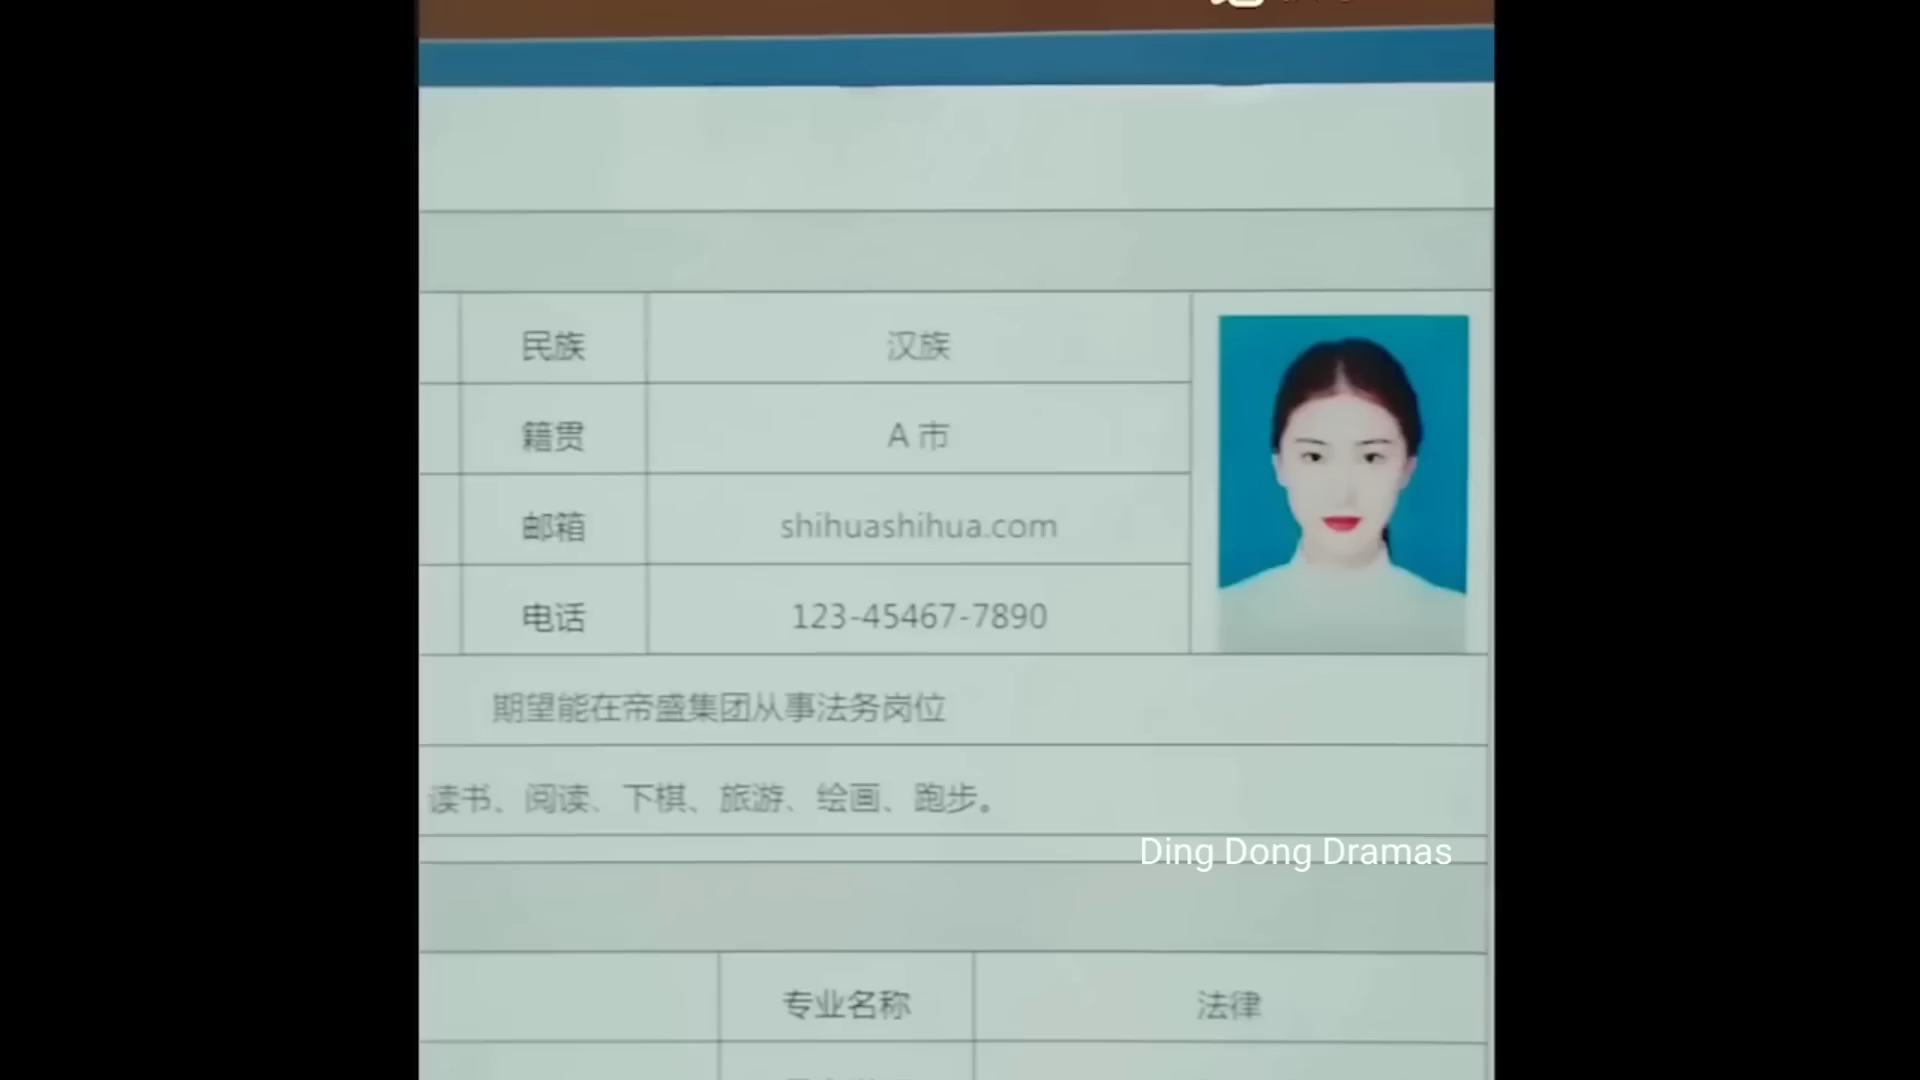 民族 汉族
籍贯 A 市
邮箱 shihuashihua.com
电话 123-45467-7890
期望能在帝盛集团从事法务岗位
读书、阅读、下棋、旅游、绘画、跑步。
Ding Dong Dramas
专业名称 法律